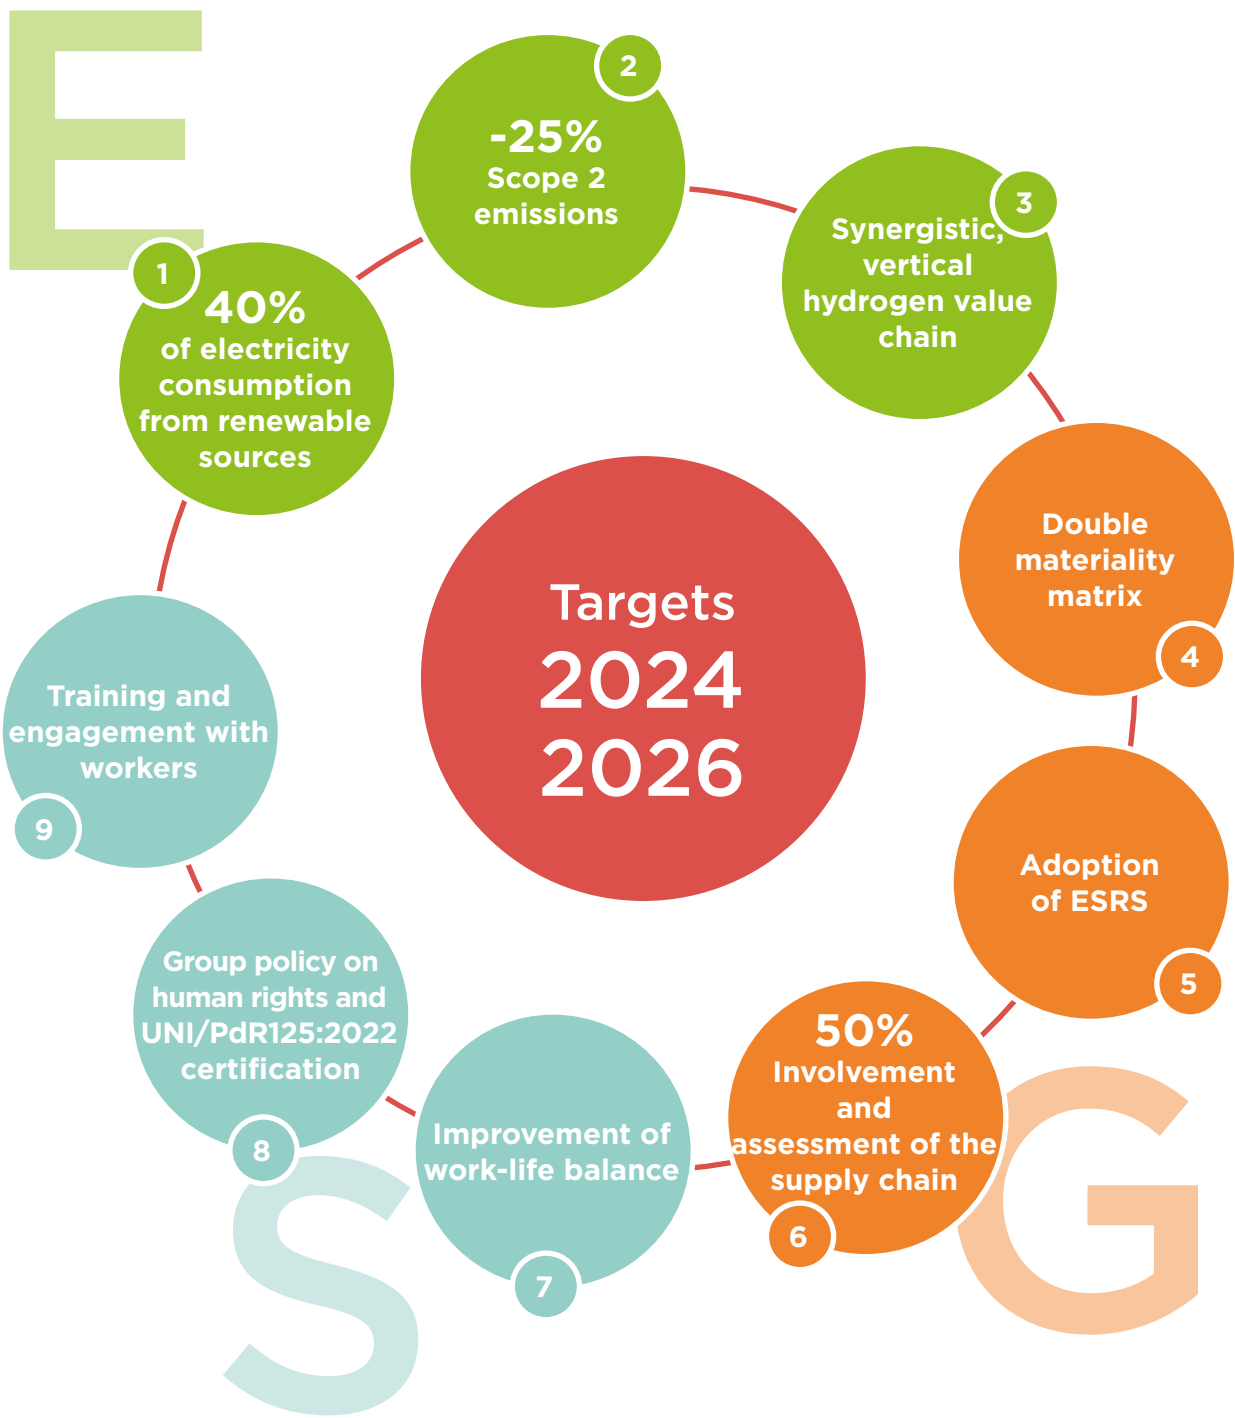 E
1
40%
of electricity
consumption
from renewable
sources
2
-25%
Scope 2
emissions
3
Synergistic,
vertical
hydrogen value
chain
Double
materiality
matrix
4
Adoption
of ESRS
5
50%
Involvement
and
assessment of the
supply chain
6
G
Improvement of
work-life balance
7
Group policy on
human rights and
UNI/PdR125:2022
certification
8
S
Training and
engagement with
workers
9
Targets
2024
2026